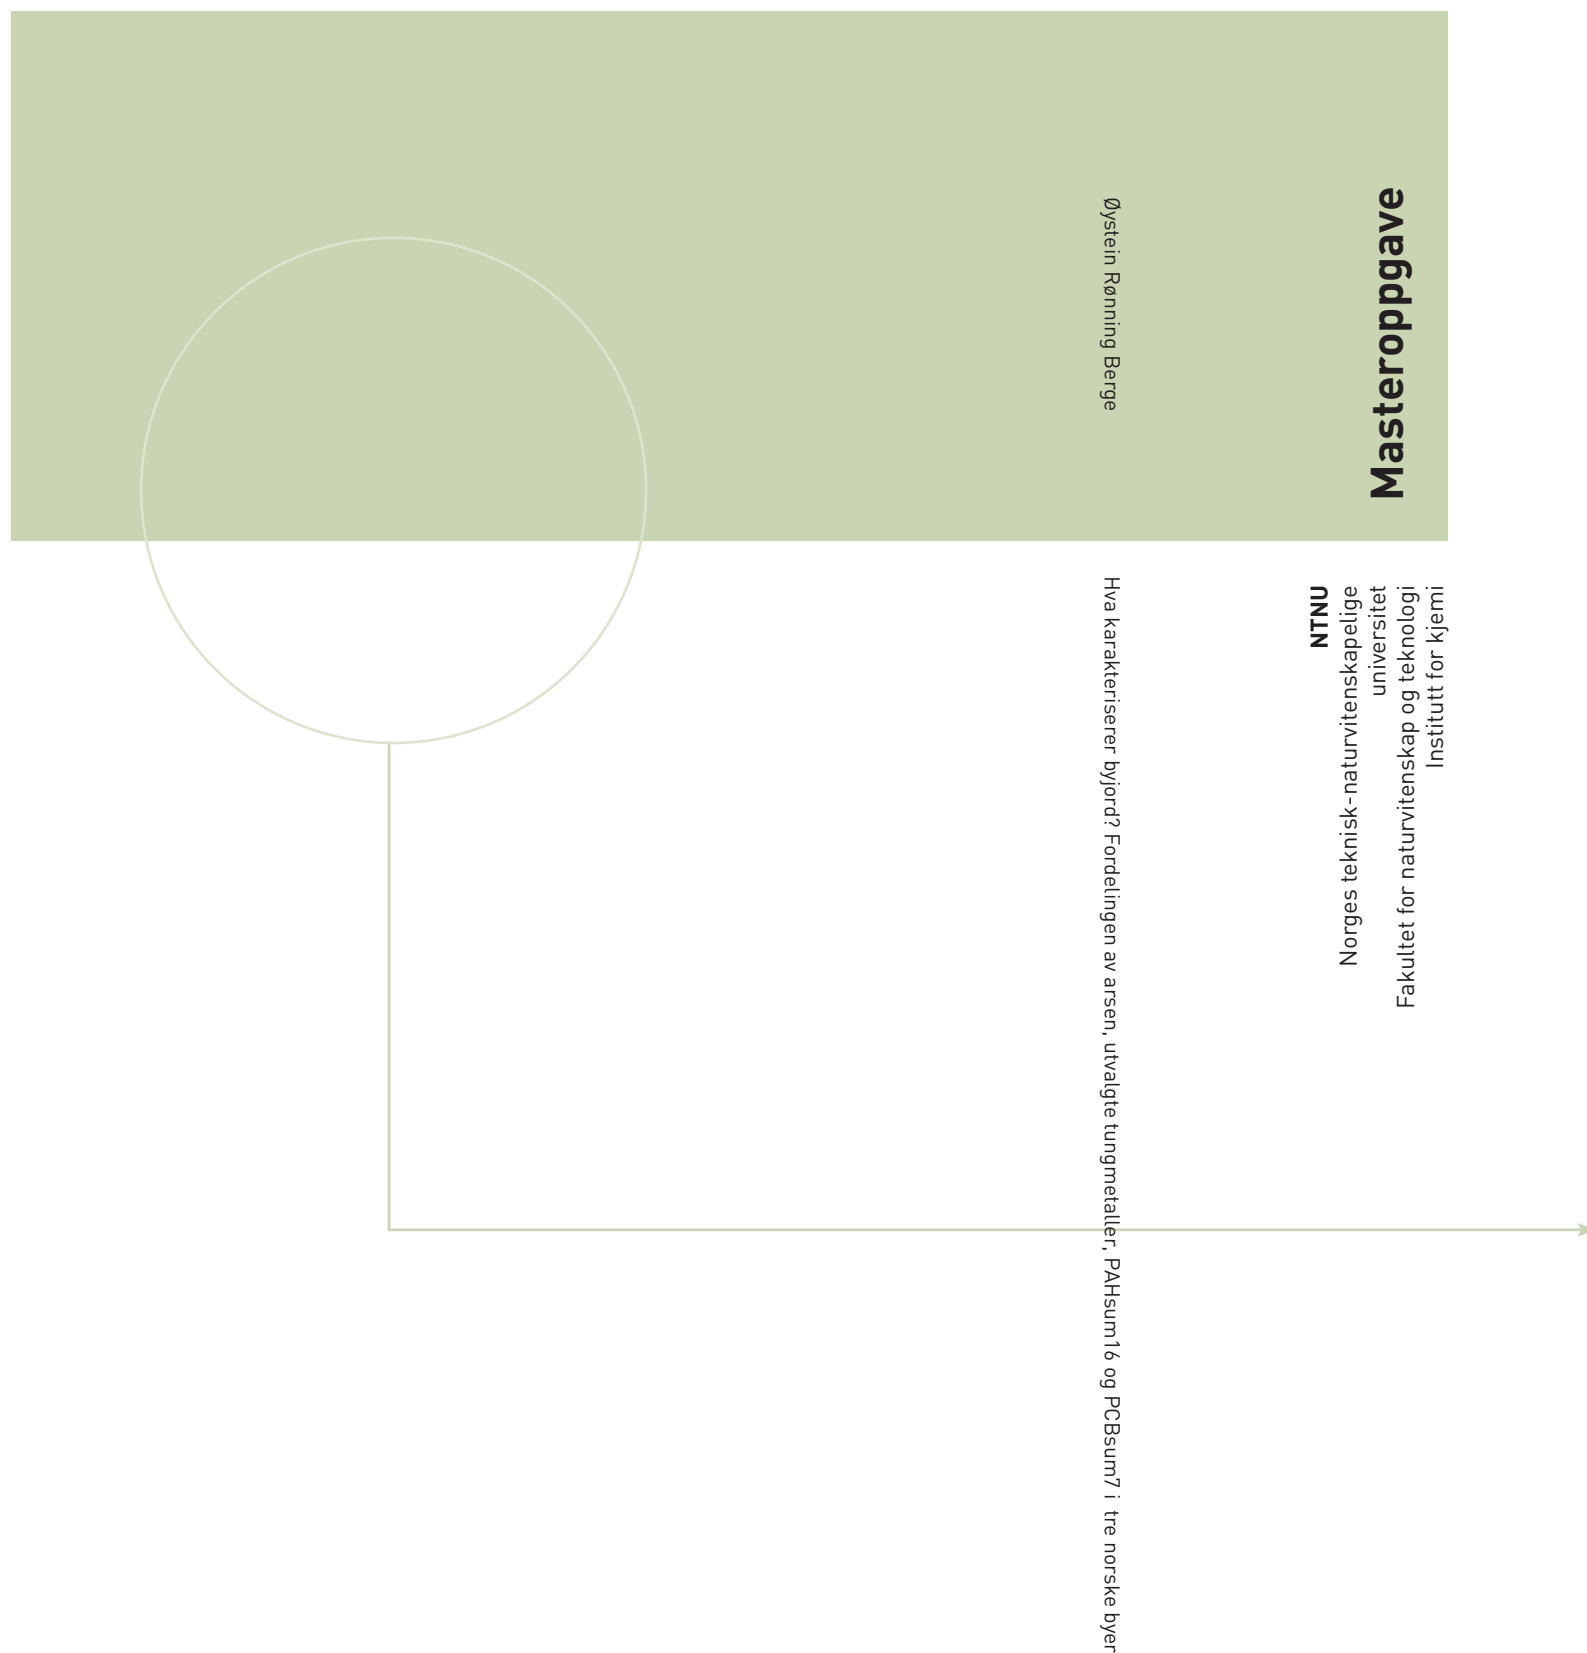 Masteroppgave
NTNU
Norges teknisk-naturvitenskapelige
universitet
Fakultet for naturvitenskap og teknologi
Institutt for kjemi
Øystein Rønning Berge
Hva karakteriserer byjord? Fordelingen av arsen, utvalgte tungmetaller, PAHsum16 og PCBsum7 i tre norske byer